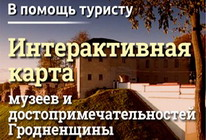 В помощь туристу
Интерактивная
карта
музеев и
достопримечательностей
Гродненщины